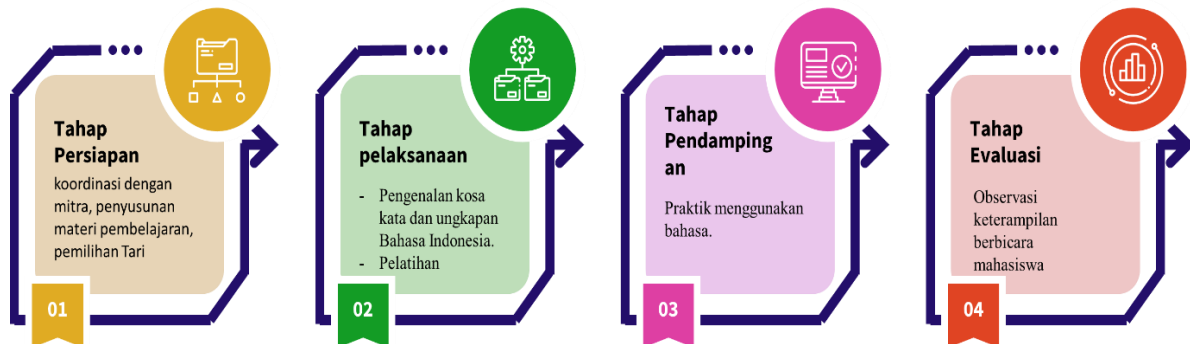 Tahap
Persiapan
koordinasi dengan
mitra, penyusunan
materi pembelajaran,
pemilihan Tari
01
Tahap
pelaksanaan
- Pengenalan kosa
kata dan ungkapan
Bahasa Indonesia.
- Pelatihan
02
Tahap
Pendamping
an
Praktik menggunakan
bahasa.
03
Tahap
Evaluasi
Observasi
keterampilan
berbicara
mahasiswa
04